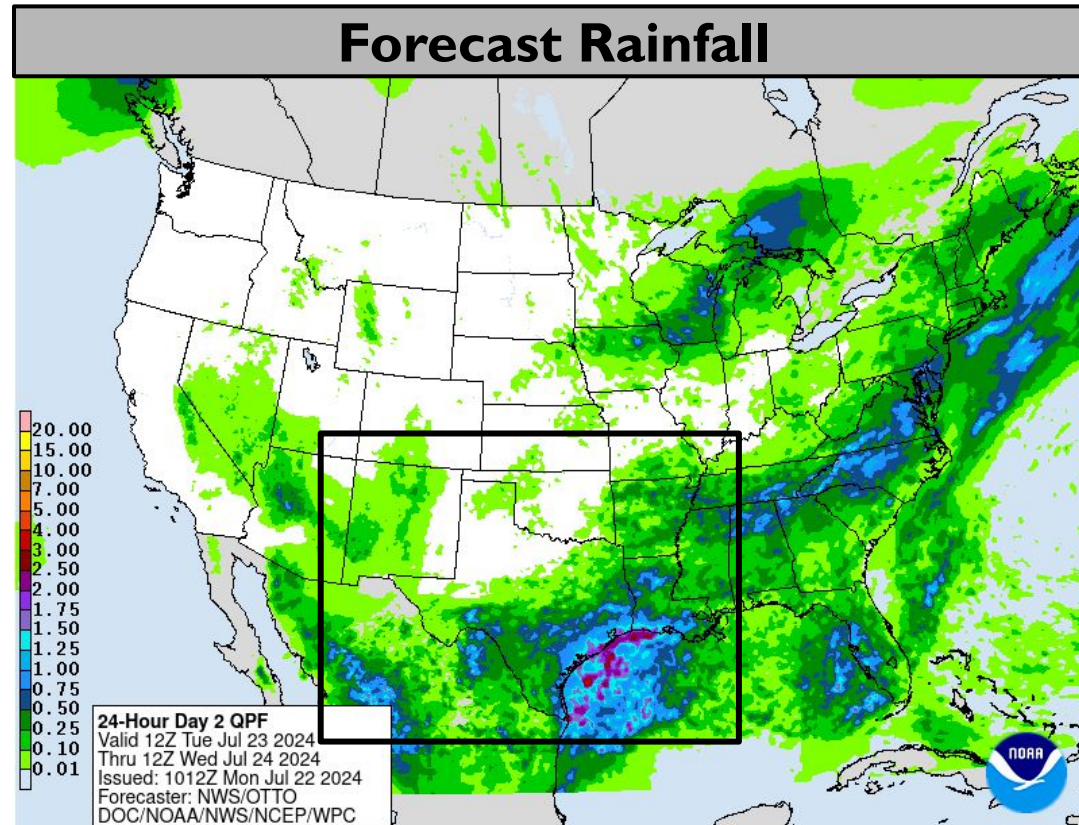 Forecast Rainfall
20.00
15.00
10.00
7.00
5.00
4.00
3.00
2.50
2.00
1.75
1.50
1.25
1.00
0.75
0.50
0.25
0.10
0.01
24-Hour Day 2 QPF
Valid 12Z Tue Jul 23 2024
Thru 12Z Wed Jul 24 2024
Issued: 1012Z Mon Jul 22 2024
Forecaster: NWS/OTTO
DOC/NOAA/NWS/NCEP/WPC
NOAA